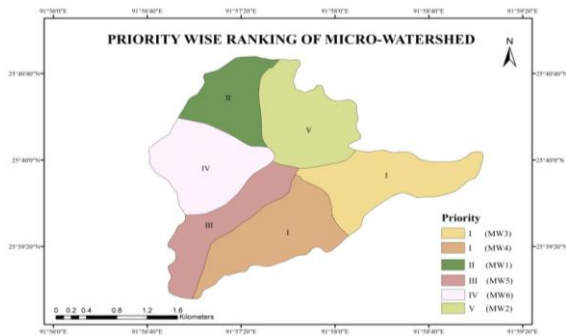 91°56'0"E 91°56'40"E 91°57'20"E 91°58'0"E 91°58'40"E 91°59'20"E
PRIORITY WISE RANKING OF MICRO-WATERSHED
N
25°40'40"N 25°40'40"N
II
V
25°40'0"N 25°40'0"N
IV
I
III
I
25°39'20"N 25°39'20"N
Priority
I (MW3)
I (MW4)
II (MW1)
III (MW5)
IV (MW6)
V (MW2)
0 0.2 0.4 0.8 1.2 1.6
Kilometers
91°56'0"E 91°56'40"E 91°57'20"E 91°58'0"E 91°58'40"E 91°59'20"E